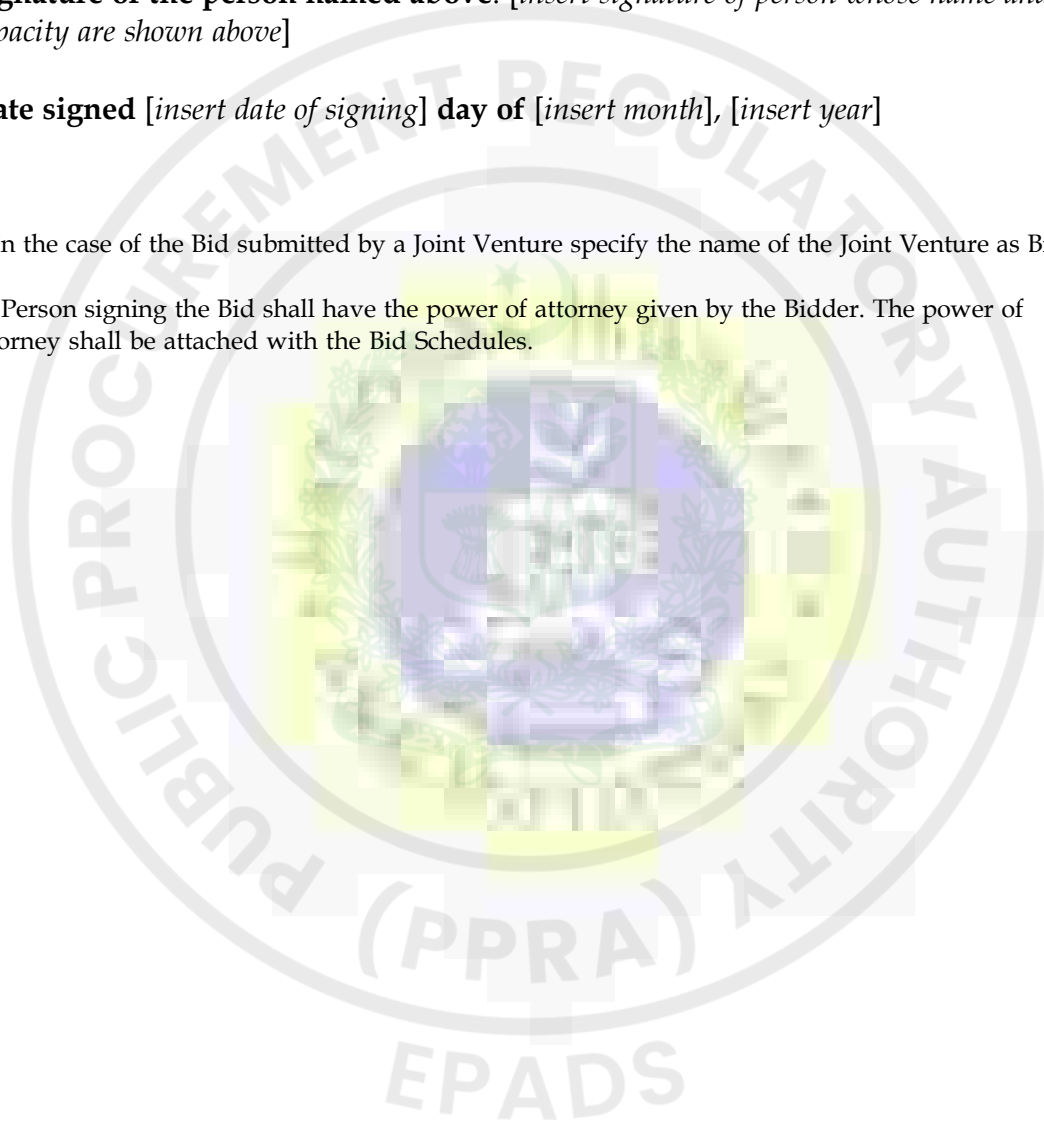 gnature of the person named above: [insert signature of person whose name and
pacity are shown above]
ate signed [insert date of signing] day of [insert month], [insert year]
n the case of the Bid submitted by a Joint Venture specify the name of the Joint Venture as B
Person signing the Bid shall have the power of attorney given by the Bidder. The power of
orney shall be attached with the Bid Schedules.
PUBLIC PROCUREMENT REGULATORY AUTHORITY
(PPRA)
EPADS